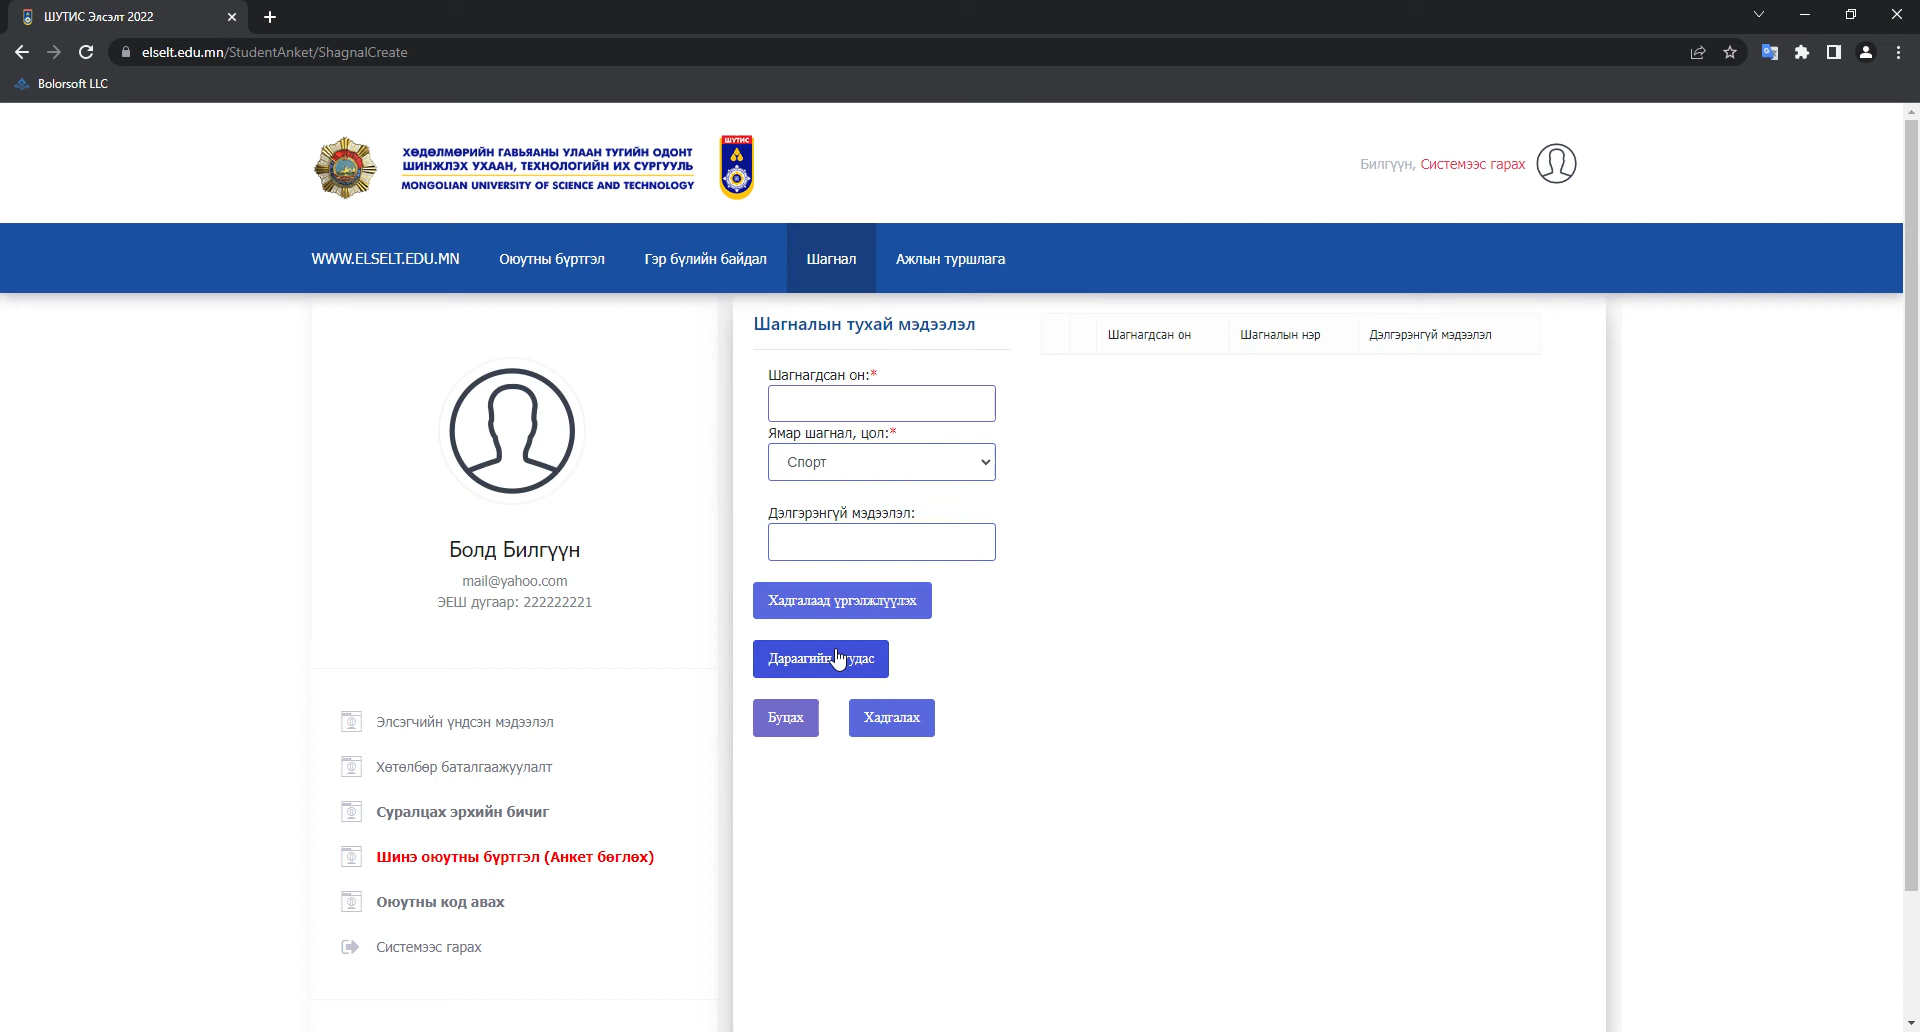 ШУТИС Элсэлт 2022
elselt.edu.mn/StudentAnket/ShagnalCreate
Bolorsoft LLC
ХӨДӨЛМӨРИЙН ГАВЬЯАНЫ УЛААН ТУГИЙН ОДОНТ
ШИНЖЛЭХ УХААН, ТЕХНОЛОГИЙН ИХ СУРГУУЛЬ
MONGOLIAN UNIVERSITY OF SCIENCE AND TECHNOLOGY
ШУТИС
Билгүүн, Системээс гарах
WWW.ELSELT.EDU.MN Оюутны бүртгэл Гэр бүлийн байдал Шагнал Ажлын туршлага
Болд Билгүүн
mail@yahoo.com
ЭЕШ дугаар: 222222221
Элсэгчийн үндсэн мэдээлэл
Хөтөлбөр баталгаажуулалт
Суралцах эрхийн бичиг
Шинэ оюутны бүртгэл (Анкет бөглөх)
Оюутны код авах
Системээс гарах
Шагналын тухай мэдээлэл
Шагнагдсан он:*
Ямар шагнал, цол:*
Спорт
Дэлгэрэнгүй мэдээлэл:
Хадгалаад үргэлжлүүлэх
Дараагийн
Буцах Хадгалах
Шагнагдсан он Шагналын нэр Дэлгэрэнгүй мэдээлэл